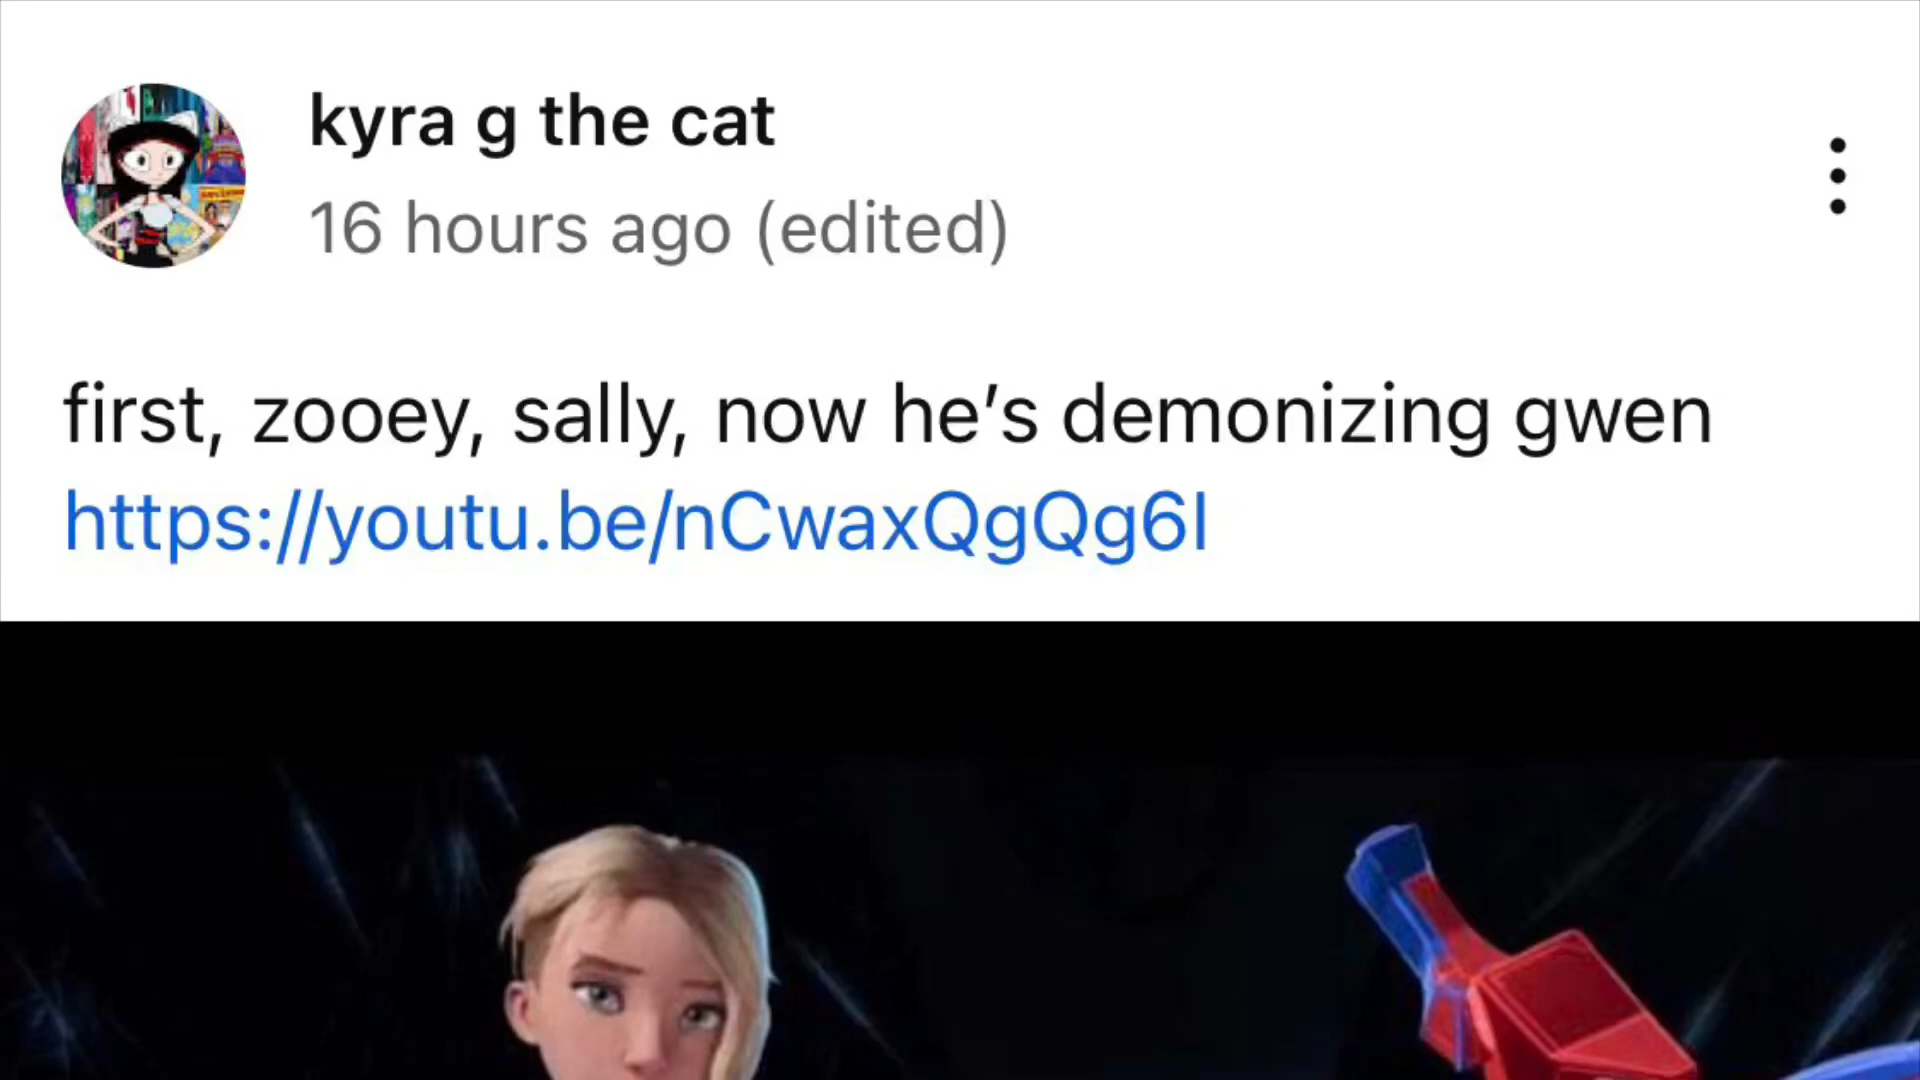 kyra g the cat
16 hours ago (edited)
first, zooey, sally, now he’s demonizing gwen
https://youtu.be/nCwaxQgQg6I